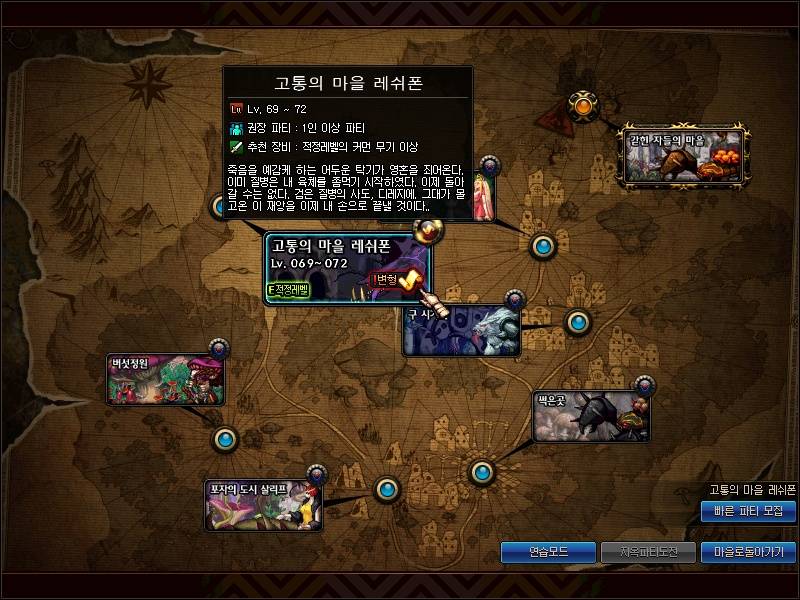 고통의 마을 레쉬폰
Lv. 69 ~ 72
권장 파티 : 1인 이상 파티
추천 장비 : 적정레벨의 커먼 무기 이상
죽음을 예감케 하는 어두운 탁기가 영혼을 죄어온다.
이미 질병은 내 육체를 좀먹기 시작하였다. 이제 돌아
갈 수는 없다. 검은 질병의 사도, 디레지에. 그대가 몰
고온 이 재앙을 이제 내 손으로 끝낼 것이다..
갇힌 자들의 마을
고통의 마을 레쉬폰
Lv. 069~072
!변형
F적정레벨
구 시
버섯정원
썩은곳
포자의 도시 살리프
고통의 마을 레쉬폰
빠른 파티 모집
연습모드
지옥파티도전
마을로돌아가기